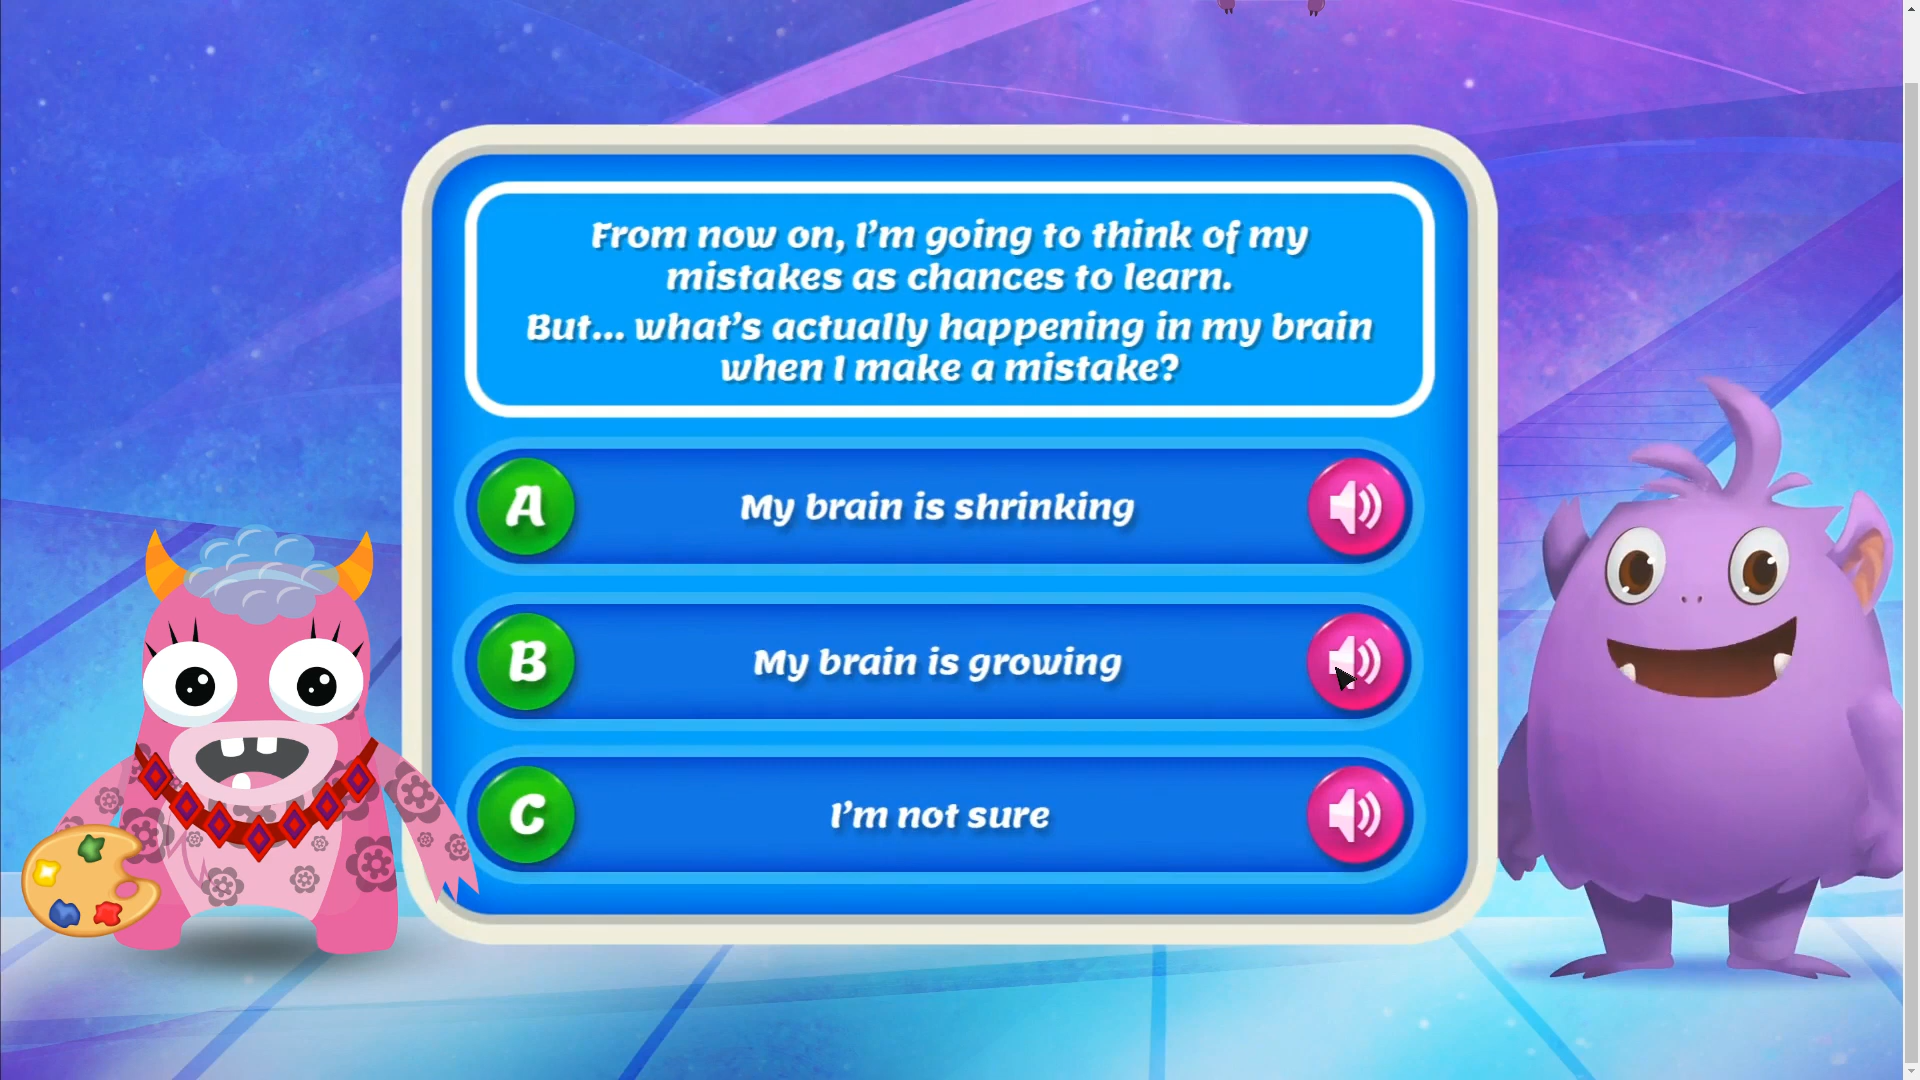 From now on, I'm going to think of my
mistakes as chances to learn.
But... what's actually happening in my brain
when I make a mistake?
A My brain is shrinking
B My brain is growing
C I'm not sure